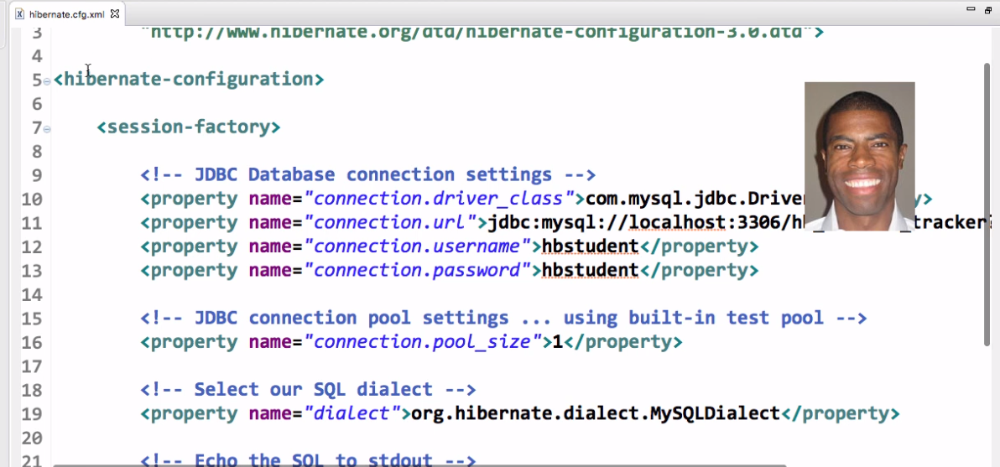 hibernate.cfg.xml
3 "http://www.hibernate.org/dtd/hibernate-configuration-3.0.dtd">
4
5 <hibernate-configuration>
6
7 <session-factory>
8
9 <!-- JDBC Database connection settings -->
10 <property name="connection.driver_class">com.mysql.jdbc.Drive y>
11 <property name="connection.url">jdbc:mysql://localhost:3306/h _ _tracker?
12 <property name="connection.username">hbstudent</property>
13 <property name="connection.password">hbstudent</property>
14
15 <!-- JDBC connection pool settings ... using built-in test pool -->
16 <property name="connection.pool_size">1</property>
17
18 <!-- Select our SQL dialect -->
19 <property name="dialect">org.hibernate.dialect.MySQLDialect</property>
20
21 <!-- Echo the SQL to stdout -->